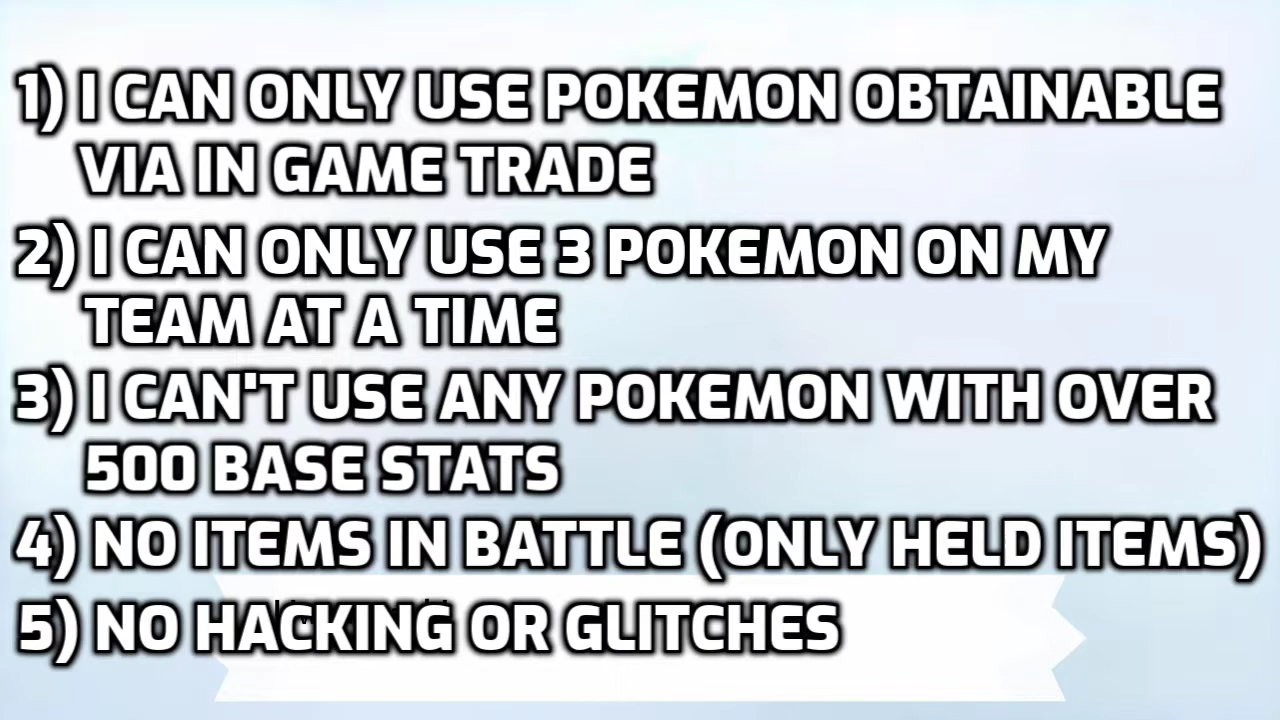 1) I CAN ONLY USE POKEMON OBTAINABLE
VIA IN GAME TRADE
2) I CAN ONLY USE 3 POKEMON ON MY
TEAM AT A TIME
3) I CAN'T USE ANY POKEMON WITH OVER
500 BASE STATS
4) NO ITEMS IN BATTLE (ONLY HELD ITEMS)
5) NO HACKING OR GLITCHES